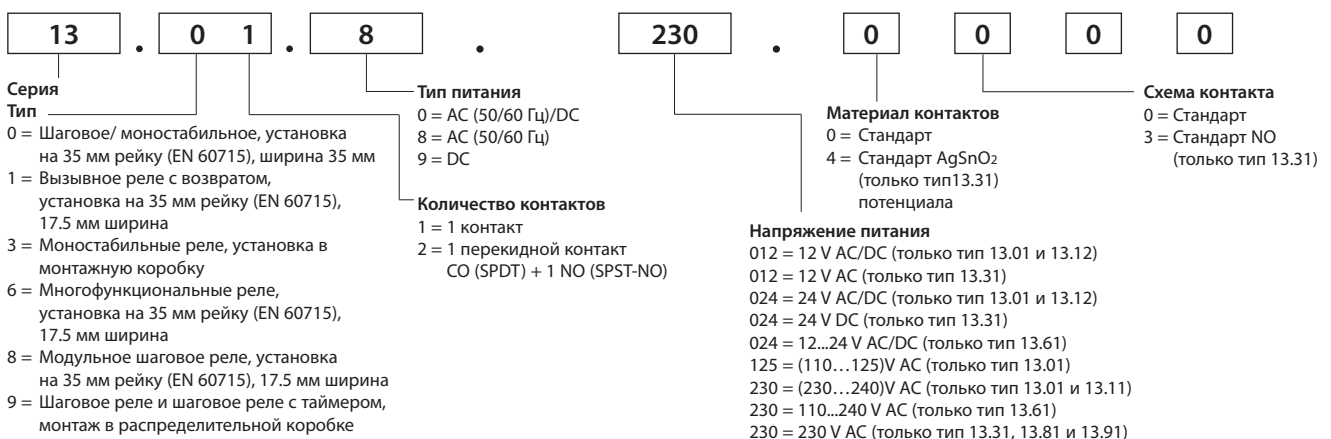 13 . 0 1 . 8 . 230 . 0 0 0 0
Серия
Тип
0 = Шаговое/ моностабильное, установка
на 35 мм рейку (EN 60715), ширина 35 мм
1 = Вызывное реле с возвратом,
установка на 35 мм рейку (EN 60715),
17.5 мм ширина
3 = Моностабильные реле, установка в
монтажную коробку
6 = Многофункциональные реле,
установка на 35 мм рейку (EN 60715),
17.5 мм ширина
8 = Модульное шаговое реле, установка
на 35 мм рейку (EN 60715), 17.5 мм ширина
9 = Шаговое реле и шаговое реле с таймером,
монтаж в распределительной коробке
Тип питания
0 = AC (50/60 Гц)/DC
8 = AC (50/60 Гц)
9 = DC
Количество контактов
1 = 1 контакт
2 = 1 перекидной контакт
CO (SPDT) + 1 NO (SPST-NO)
Материал контактов
0 = Стандарт
4 = Стандарт AgSnO2
(только тип13.31)
потенциала
Напряжение питания
012 = 12 V AC/DC (только тип 13.01 и 13.12)
012 = 12 V AC (только тип 13.31)
024 = 24 V AC/DC (только тип 13.01 и 13.12)
024 = 24 V DC (только тип 13.31)
024 = 12...24 V AC/DC (только тип 13.61)
125 = (110…125)V AC (только тип 13.01)
230 = (230…240)V AC (только тип 13.01 и 13.11)
230 = 110...240 V AC (только тип 13.61)
230 = 230 V AC (только тип 13.31, 13.81 и 13.91)
Схема контакта
0 = Стандарт
3 = Стандарт NO
(только тип 13.31)